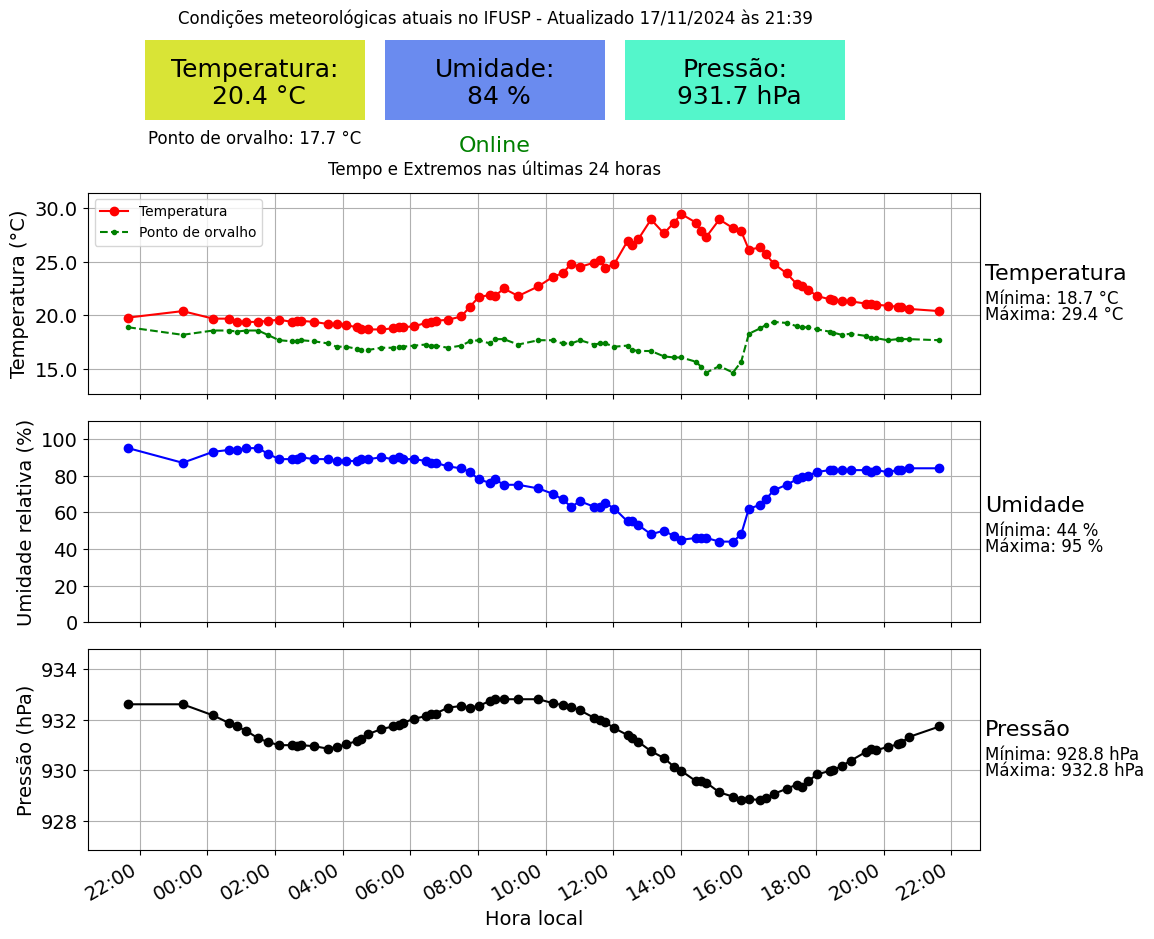 Condições meteorológicas atuais no IFUSP - Atualizado 17/11/2024 às 21:39
Temperatura:
20.4 °C
Umidade:
84 %
Pressão:
931.7 hPa
Ponto de orvalho: 17.7 °C
Online
Tempo e Extremos nas últimas 24 horas
Temperatura (°C)
30.0
25.0
20.0
15.0
Temperatura
Ponto de orvalho
Temperatura
Mínima: 18.7 °C
Máxima: 29.4 °C
Umidade relativa (%)
100
80
60
40
20
0
Umidade
Mínima: 44 %
Máxima: 95 %
Pressão (hPa)
934
932
930
928
Pressão
Mínima: 928.8 hPa
Máxima: 932.8 hPa
22:00 00:00 02:00 04:00 06:00 08:00 10:00 12:00 14:00 16:00 18:00 20:00 22:00
Hora local